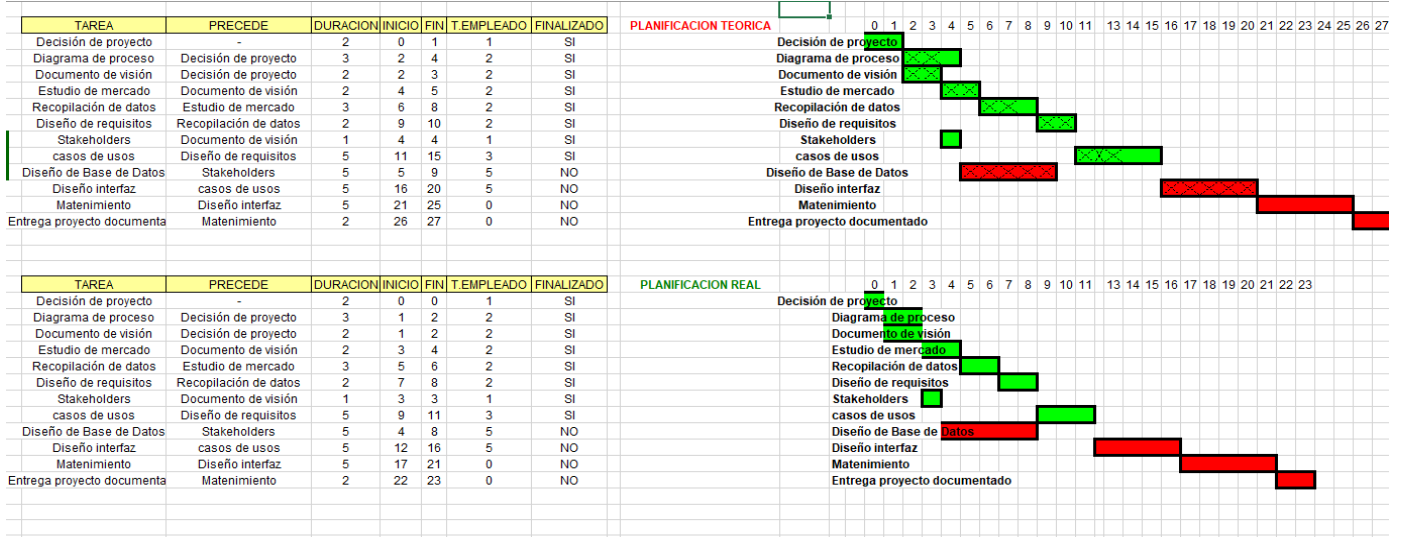 TAREA PRECEDE DURACION INICIO FIN T.EMPLEADO FINALIZADO PLANIFICACION TEORICA 0 1 2 3 4 5 6 7 8 9 10 11 13 14 15 16 17 18 19 20 21 22 23 24 25 26 27
Decisión de proyecto - 2 0 1 1 SI Decisión de proyecto
Diagrama de proceso Decisión de proyecto 3 2 4 2 SI Diagrama de proceso
Documento de visión Decisión de proyecto 2 2 3 2 SI Documento de visión
Estudio de mercado Documento de visión 2 4 5 2 SI Estudio de mercado
Recopilación de datos Estudio de mercado 3 6 8 2 SI Recopilación de datos
Diseño de requisitos Recopilación de datos 2 9 10 2 SI Diseño de requisitos
Stakeholders Documento de visión 1 4 4 1 SI Stakeholders
casos de usos Diseño de requisitos 5 11 15 3 SI casos de usos
Diseño de Base de Datos Stakeholders 5 5 9 5 NO Diseño de Base de Datos
Diseño interfaz casos de usos 5 16 20 5 NO Diseño interfaz
Matenimiento Diseño interfaz 5 21 25 0 NO Matenimiento
Entrega proyecto documenta Matenimiento 2 26 27 0 NO Entrega proyecto documentado
TAREA PRECEDE DURACION INICIO FIN T.EMPLEADO FINALIZADO PLANIFICACION REAL 0 1 2 3 4 5 6 7 8 9 10 11 13 14 15 16 17 18 19 20 21 22 23
Decisión de proyecto - 2 0 0 1 SI Decisión de proyecto
Diagrama de proceso Decisión de proyecto 3 1 2 2 SI Diagrama de proceso
Documento de visión Decisión de proyecto 2 1 2 2 SI Documento de visión
Estudio de mercado Documento de visión 2 3 4 2 SI Estudio de mercado
Recopilación de datos Estudio de mercado 3 5 6 2 SI Recopilación de datos
Diseño de requisitos Recopilación de datos 2 7 8 2 SI Diseño de requisitos
Stakeholders Documento de visión 1 3 3 1 SI Stakeholders
casos de usos Diseño de requisitos 5 9 11 3 SI casos de usos
Diseño de Base de Datos Stakeholders 5 4 8 5 NO Diseño de Base de Datos
Diseño interfaz casos de usos 5 12 16 5 NO Diseño interfaz
Matenimiento Diseño interfaz 5 17 21 0 NO Matenimiento
Entrega proyecto documenta Matenimiento 2 22 23 0 NO Entrega proyecto documentado